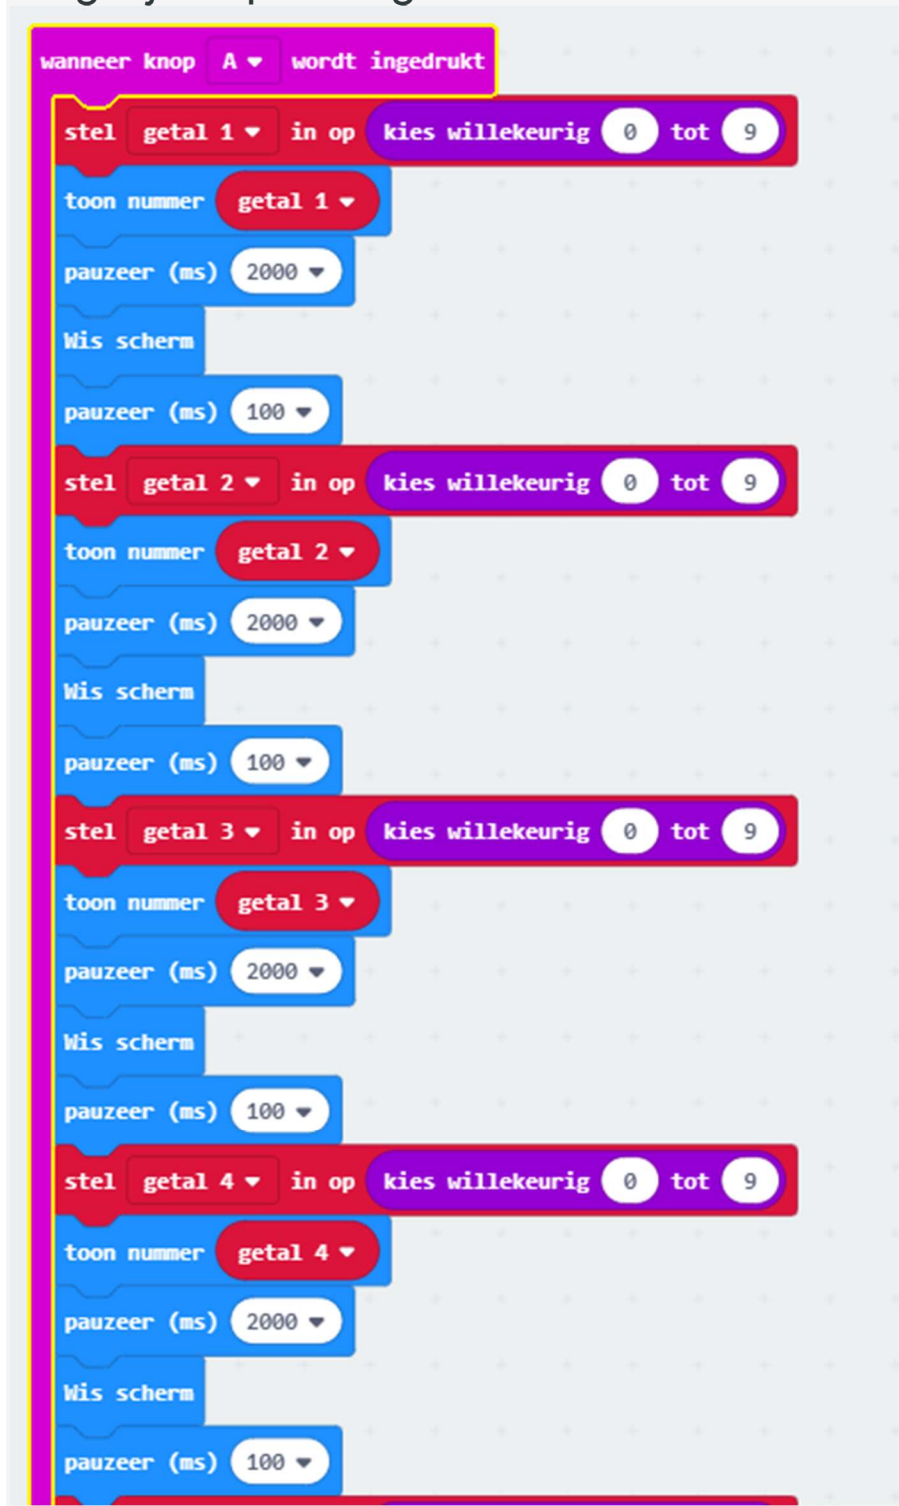 wanneer knop A wordt ingedrukt
stel getal 1 in op kies willekeurig 0 tot 9
toon nummer getal 1
pauzeer (ms) 2000
Wis scherm
pauzeer (ms) 100
stel getal 2 in op kies willekeurig 0 tot 9
toon nummer getal 2
pauzeer (ms) 2000
Wis scherm
pauzeer (ms) 100
stel getal 3 in op kies willekeurig 0 tot 9
toon nummer getal 3
pauzeer (ms) 2000
Wis scherm
pauzeer (ms) 100
stel getal 4 in op kies willekeurig 0 tot 9
toon nummer getal 4
pauzeer (ms) 2000
Wis scherm
pauzeer (ms) 100